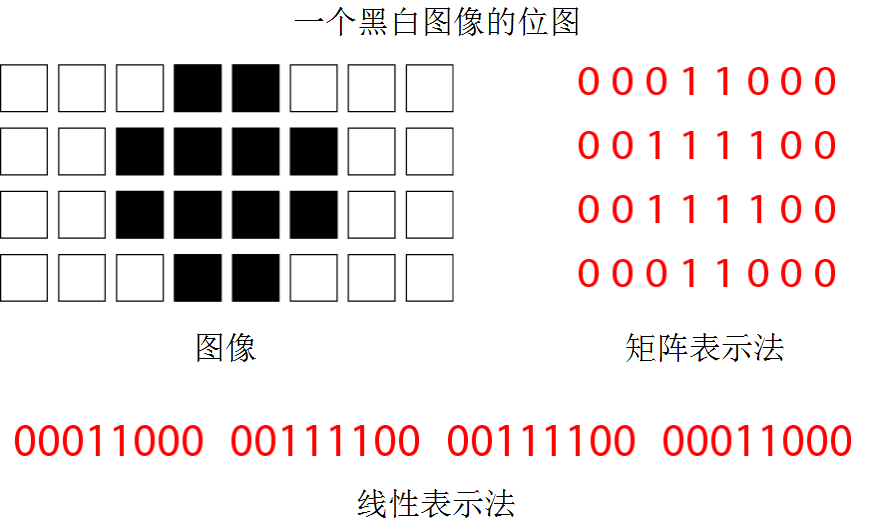 一个黑白图像的位图
0 0 0 1 1 0 0 0
0 0 1 1 1 1 0 0
0 0 1 1 1 1 0 0
0 0 0 1 1 0 0 0
图像
矩阵表示法
00011000 00111100 00111100 00011000
线性表示法